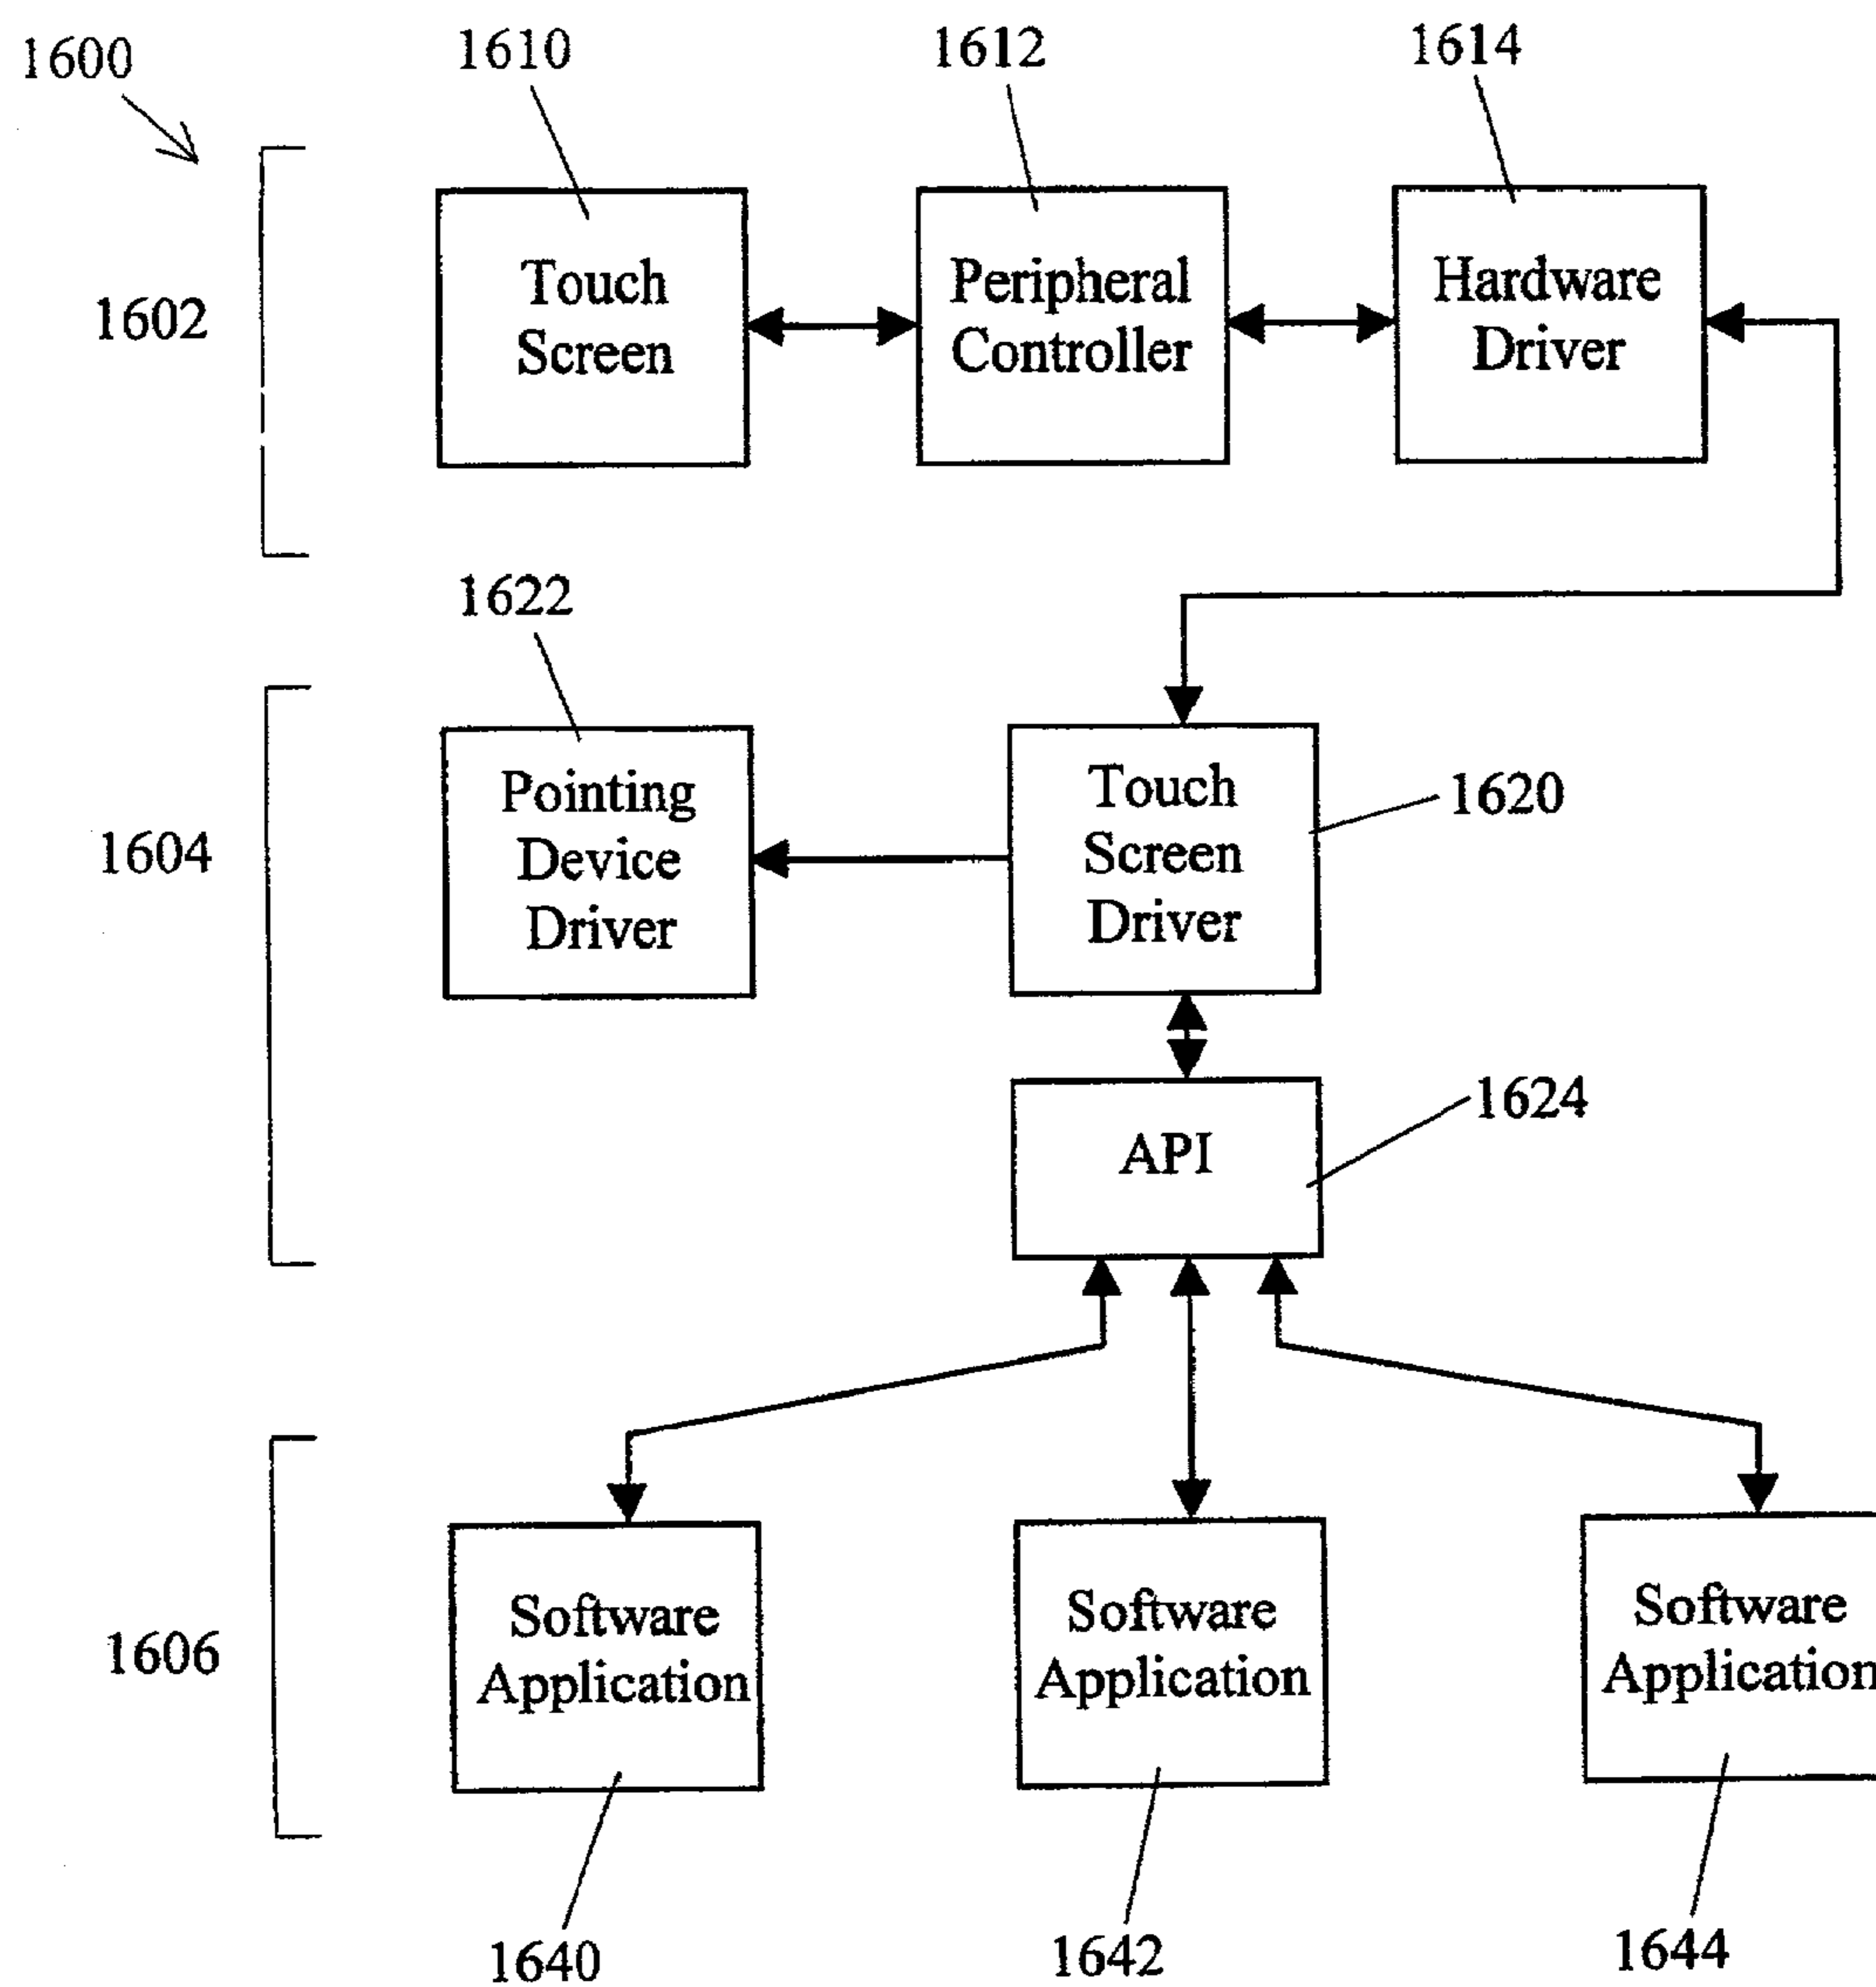 1600
1610
1612
1614
1602
Touch
Screen
Peripheral
Controller
Hardware
Driver
1622
1604
Pointing
Device
Driver
Touch
Screen
Driver
1620
API
1624
1606
Software
Application
Software
Application
Software
Application
1640
1642
1644